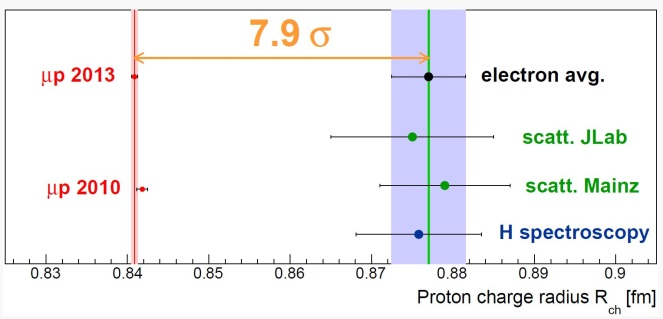 7.9 σ
μp 2013
electron avg.
scatt. JLab
μp 2010
scatt. Mainz
H spectroscopy
0.83 0.84 0.85 0.86 0.87 0.88 0.89 0.9
Proton charge radius R_ch [fm]